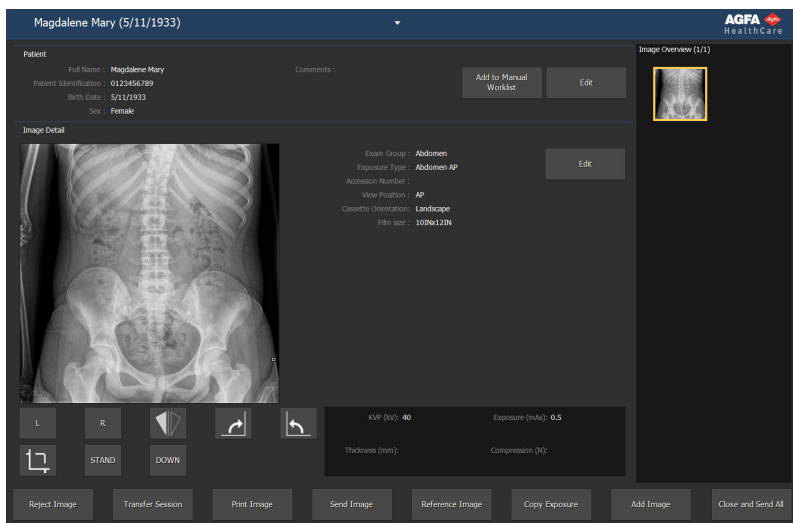 Magdalene Mary (5/11/1933)
AGFA
HealthCare
Patient
Full Name : Magdalene Mary
Comments :
Patient Identification : 0123456789
Birth Date : 5/11/1933
Sex : Female
Add to Manual Worklist
Edit
Image Overview (1/1)
Image Detail
Exam Group : Abdomen
Exposure Type : Abdomen AP
Accession Number :
View Position : AP
Cassette Orientation: Landscape
Film size : 10INx12IN
Edit
L
R
STAND
DOWN
KVP (kV): 40
Exposure (mAs): 0.5
Thickness (mm):
Compression (N):
Reject Image
Transfer Session
Print Image
Send Image
Reference Image
Copy Exposure
Add Image
Close and Send All